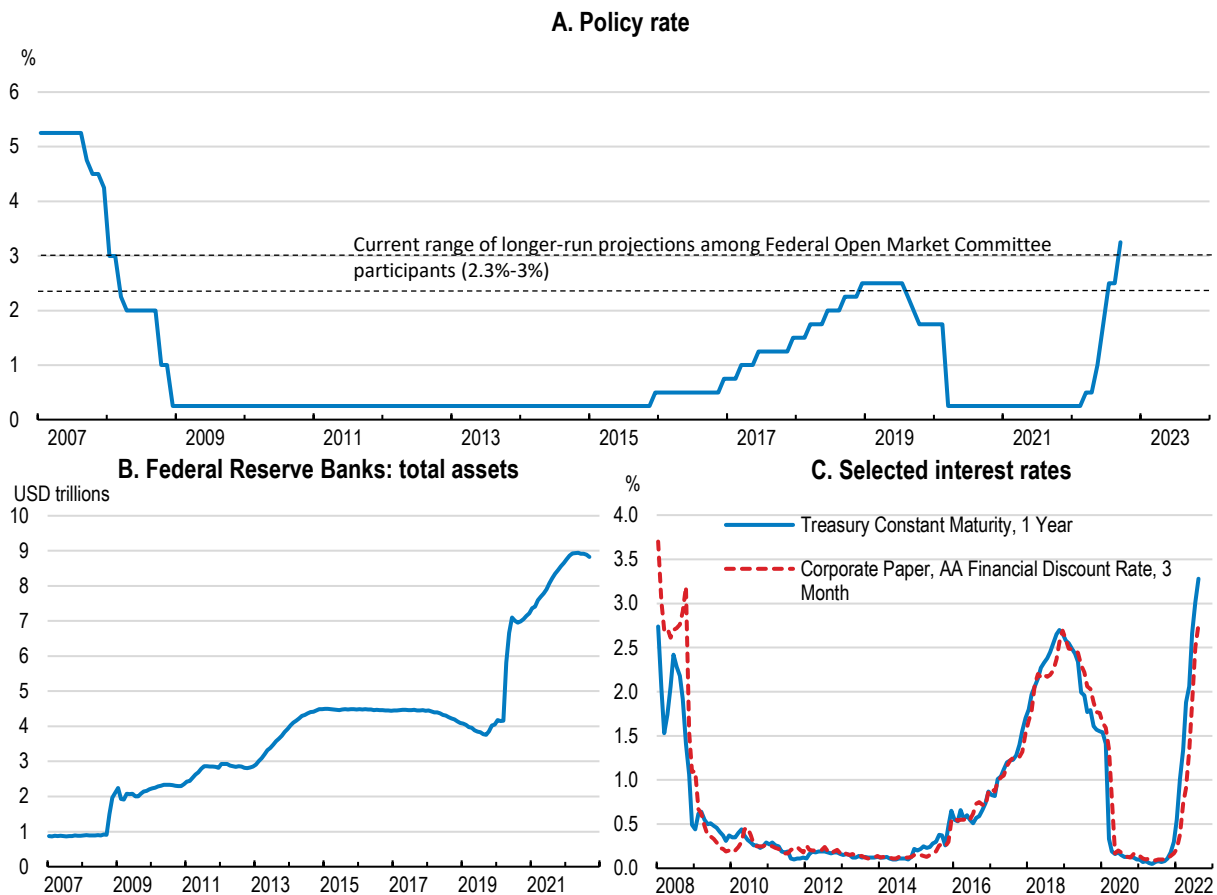 A. Policy rate
%
6
5
4
3
2
1
0
Current range of longer-run projections among Federal Open Market Committee
participants (2.3%-3%)
2007 2009 2011 2013 2015 2017 2019 2021 2023
B. Federal Reserve Banks: total assets
USD trillions
10
9
8
7
6
5
4
3
2
1
0
2007 2009 2011 2013 2015 2017 2019 2021
C. Selected interest rates
%
4.0
3.5
3.0
2.5
2.0
1.5
1.0
0.5
0.0
Treasury Constant Maturity, 1 Year
Corporate Paper, AA Financial Discount Rate, 3
Month
2008 2010 2012 2014 2016 2018 2020 2022